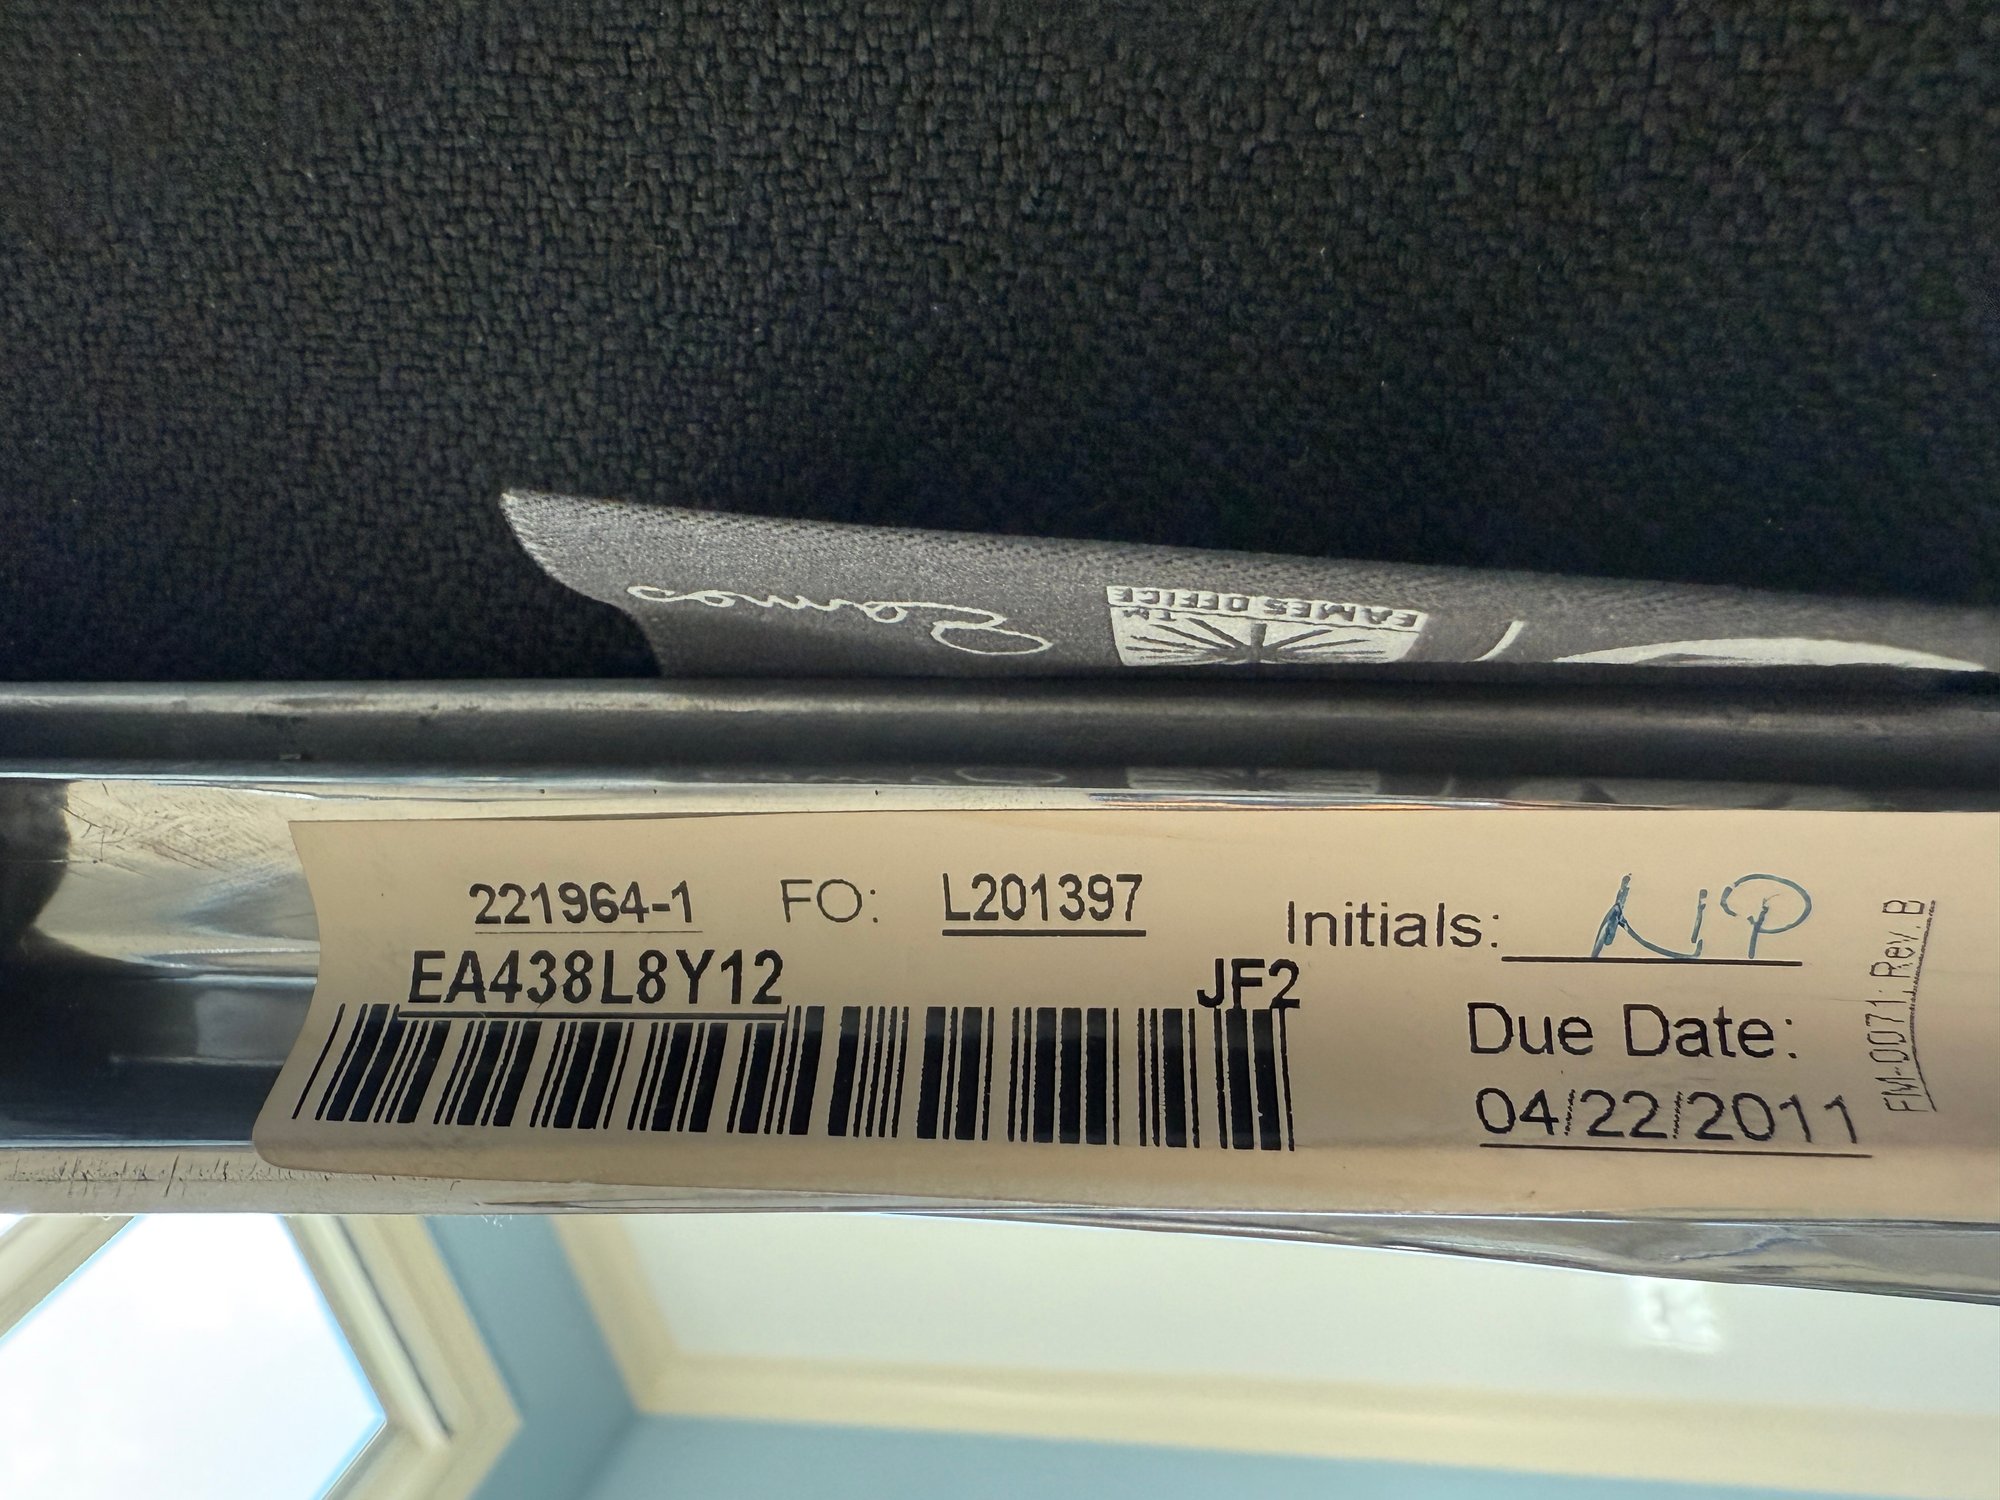 Eames
EAMES OFFICE
TM
221964-1 FO: L201397
EA438L8Y12
JF2
Initials: NP
Due Date:
04/22/2011
FM-0071: Rev. B